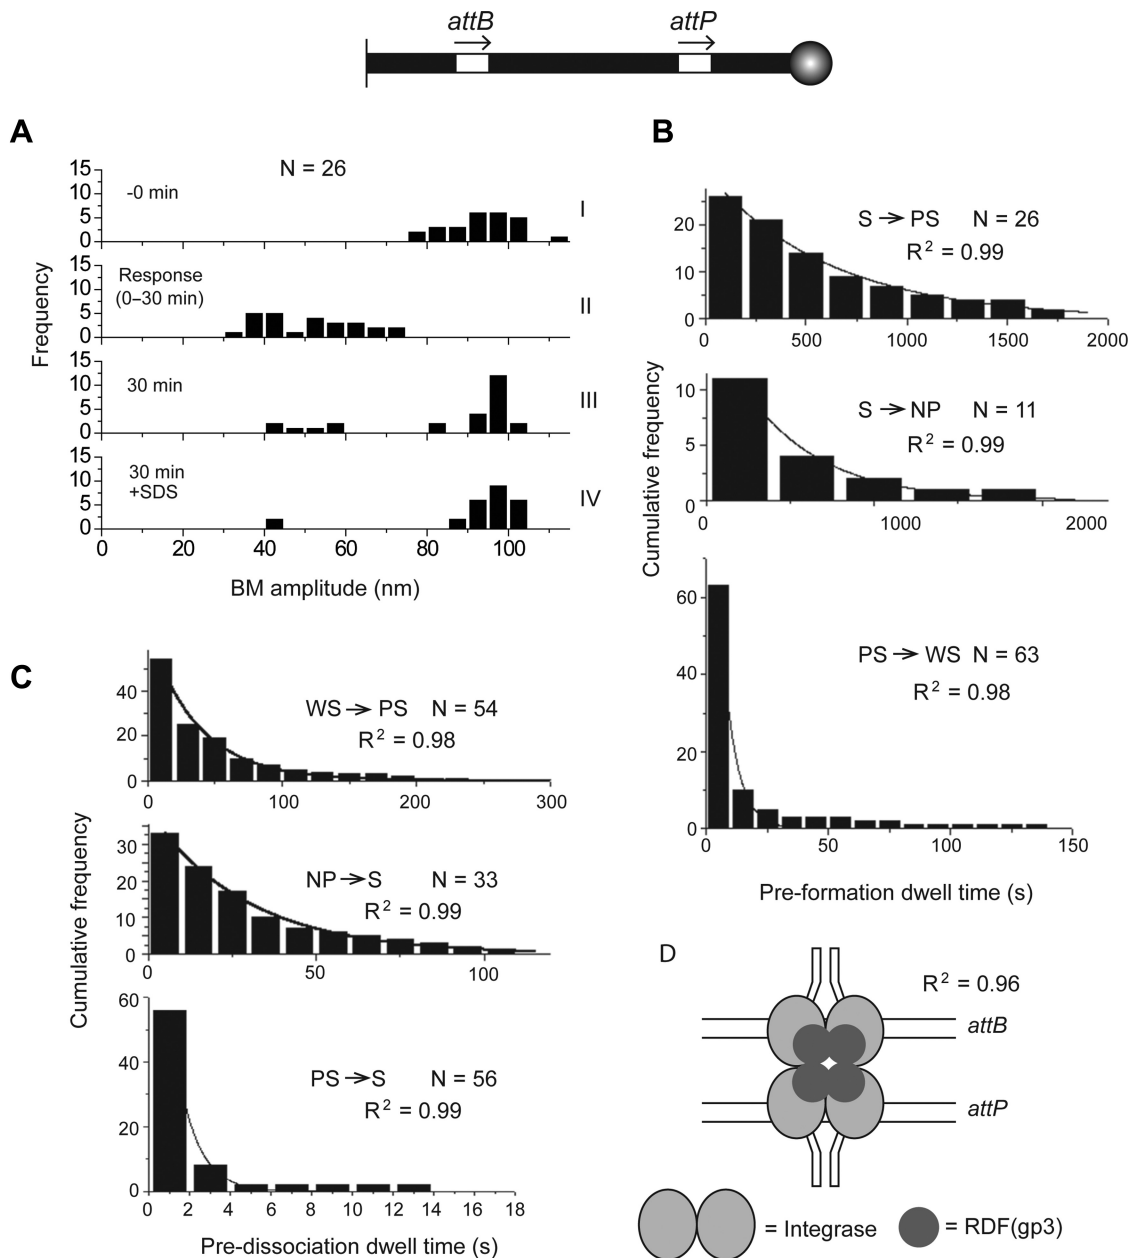 attB attP
A
N = 26
15
10
5
0
-0 min
I
15
10
5
0
Response
(0–30 min)
II
15
10
5
0
30 min
III
15
10
5
0
30 min
+SDS
IV
0 20 40 60 80 100
Frequency
BM amplitude (nm)
B
20
10
0
S → PS N = 26
R² = 0.99
0 500 1000 1500 2000
10
5
0
S → NP N = 11
R² = 0.99
0 1000 2000
60
40
20
0
PS → WS N = 63
R² = 0.98
0 50 100 150
Cumulative frequency
Pre-formation dwell time (s)
C
40
20
0
WS → PS N = 54
R² = 0.98
0 100 200 300
30
20
10
0
NP → S N = 33
R² = 0.99
0 50 100
60
40
20
0
PS → S N = 56
R² = 0.99
0 2 4 6 8 10 12 14 16 18
Cumulative frequency
Pre-dissociation dwell time (s)
D
R² = 0.96
attB
attP
= Integrase
= RDF(gp3)